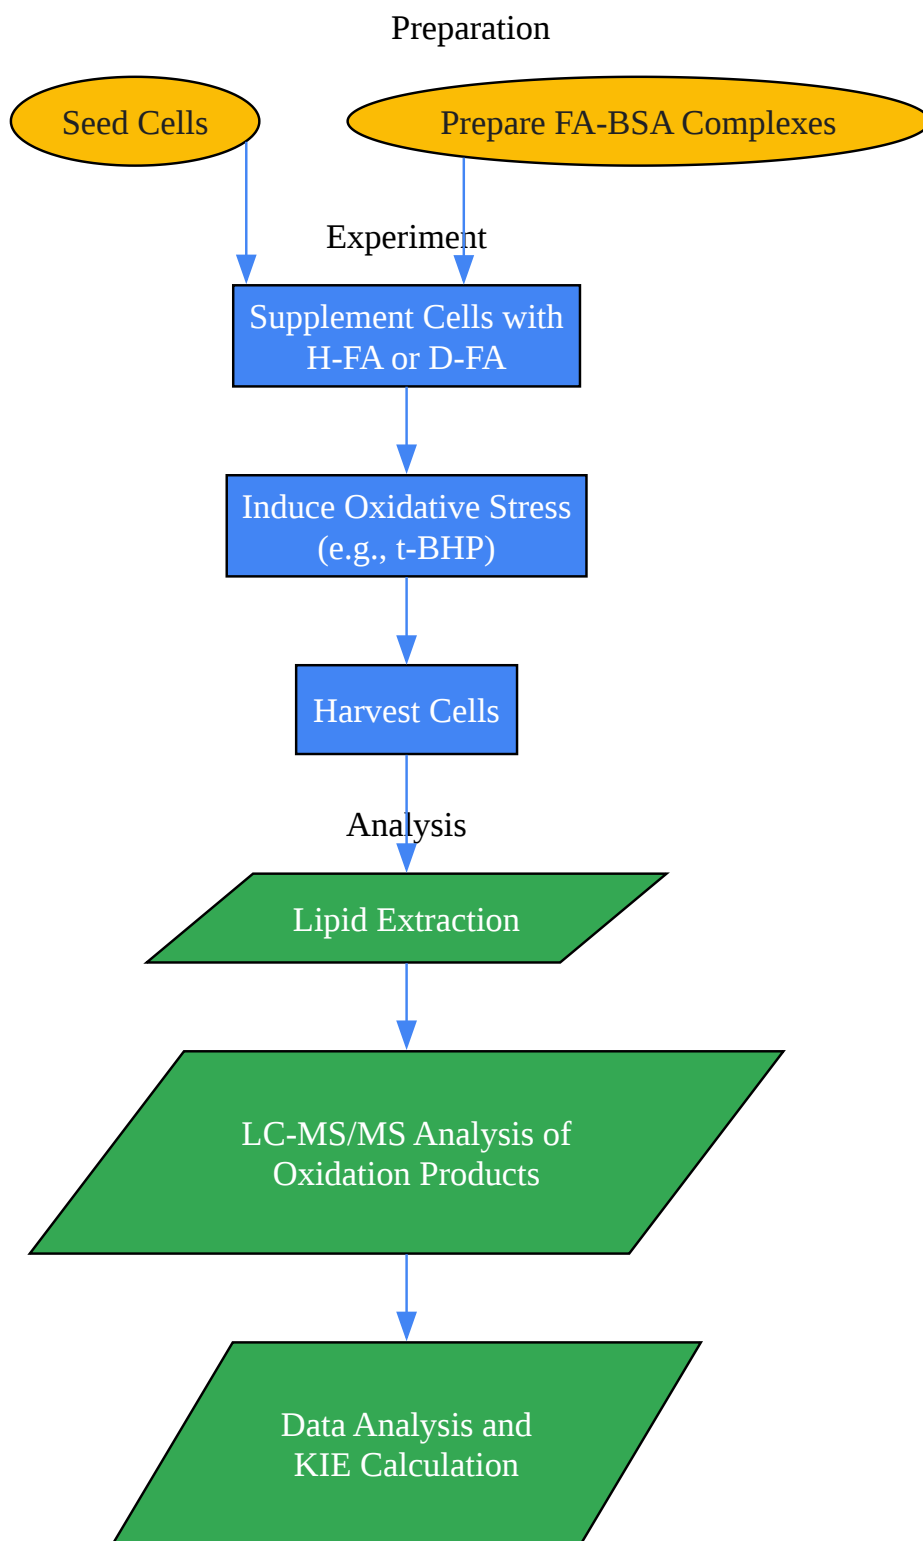 Preparation
Seed Cells
Prepare FA-BSA Complexes
Experiment
Supplement Cells with
H-FA or D-FA
Induce Oxidative Stress
(e.g., t-BHP)
Harvest Cells
Analysis
Lipid Extraction
LC-MS/MS Analysis of
Oxidation Products
Data Analysis and
KIE Calculation